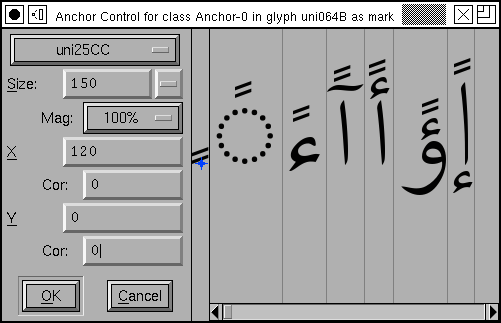 Anchor Control for class Anchor-0 in glyph uni064B as mark
uni25CC
Size: 150
Mag: 100%
X 120
Cor: 0
Y 0
Cor: 0
OK Cancel
◌ً ءً آً أً ؤً إً